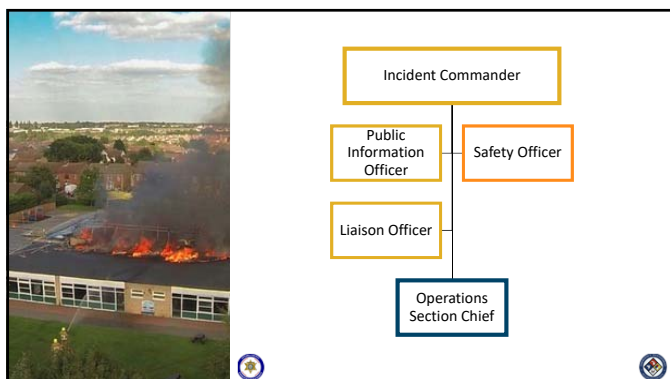 Incident Commander
Public
Information
Officer
Safety Officer
Liaison Officer
Operations
Section Chief